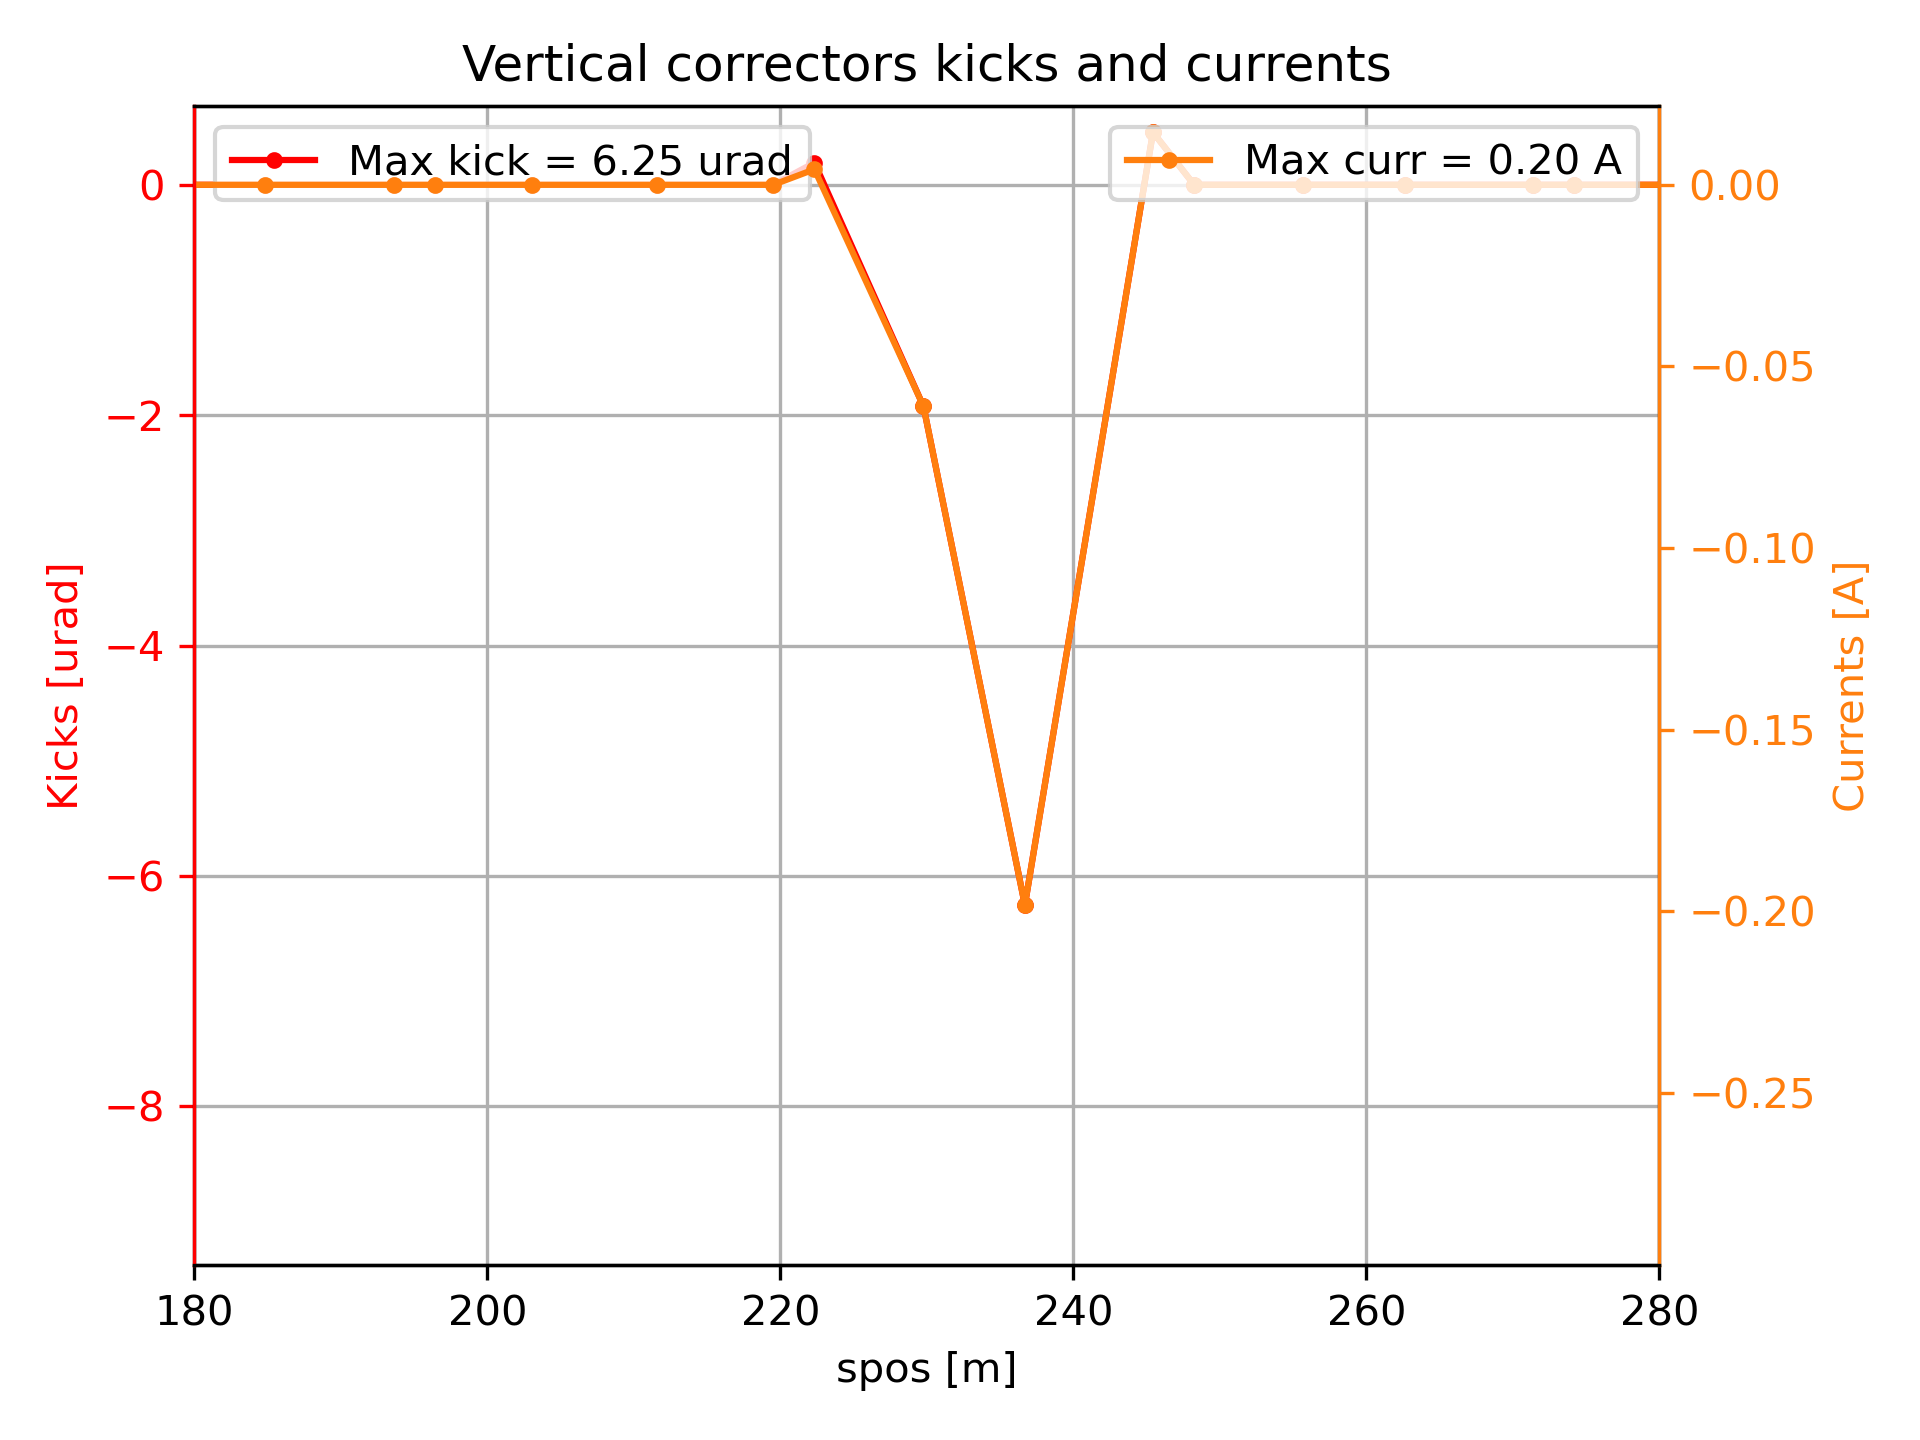 Vertical correctors kicks and currents
Max kick = 6.25 urad
Max curr = 0.20 A
0
−2
−4
−6
−8
Kicks [urad]
0.00
−0.05
−0.10
−0.15
−0.20
−0.25
Currents [A]
180 200 220 240 260 280
spos [m]